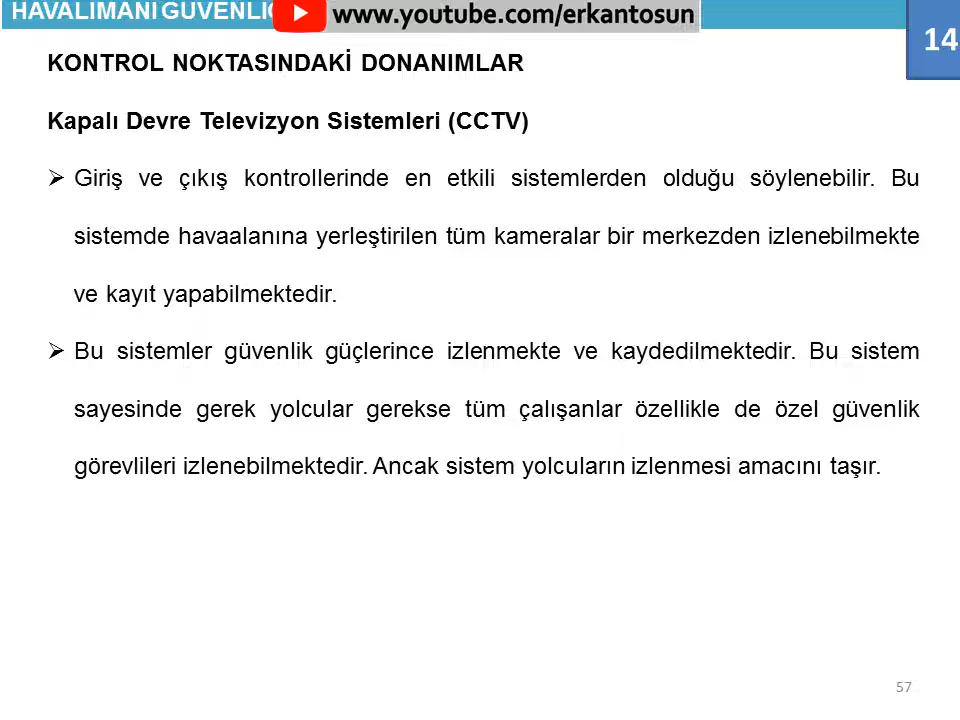 HAVALİMANI GÜVENLİĞ
www.youtube.com/erkantosun
14
KONTROL NOKTASINDAKİ DONANIMLAR
Kapalı Devre Televizyon Sistemleri (CCTV)
➢ Giriş ve çıkış kontrollerinde en etkili sistemlerden olduğu söylenebilir. Bu
sistemde havaalanına yerleştirilen tüm kameralar bir merkezden izlenebilmekte
ve kayıt yapabilmektedir.
➢ Bu sistemler güvenlik güçlerince izlenmekte ve kaydedilmektedir. Bu sistem
sayesinde gerek yolcular gerekse tüm çalışanlar özellikle de özel güvenlik
görevlileri izlenebilmektedir. Ancak sistem yolcuların izlenmesi amacını taşır.
57